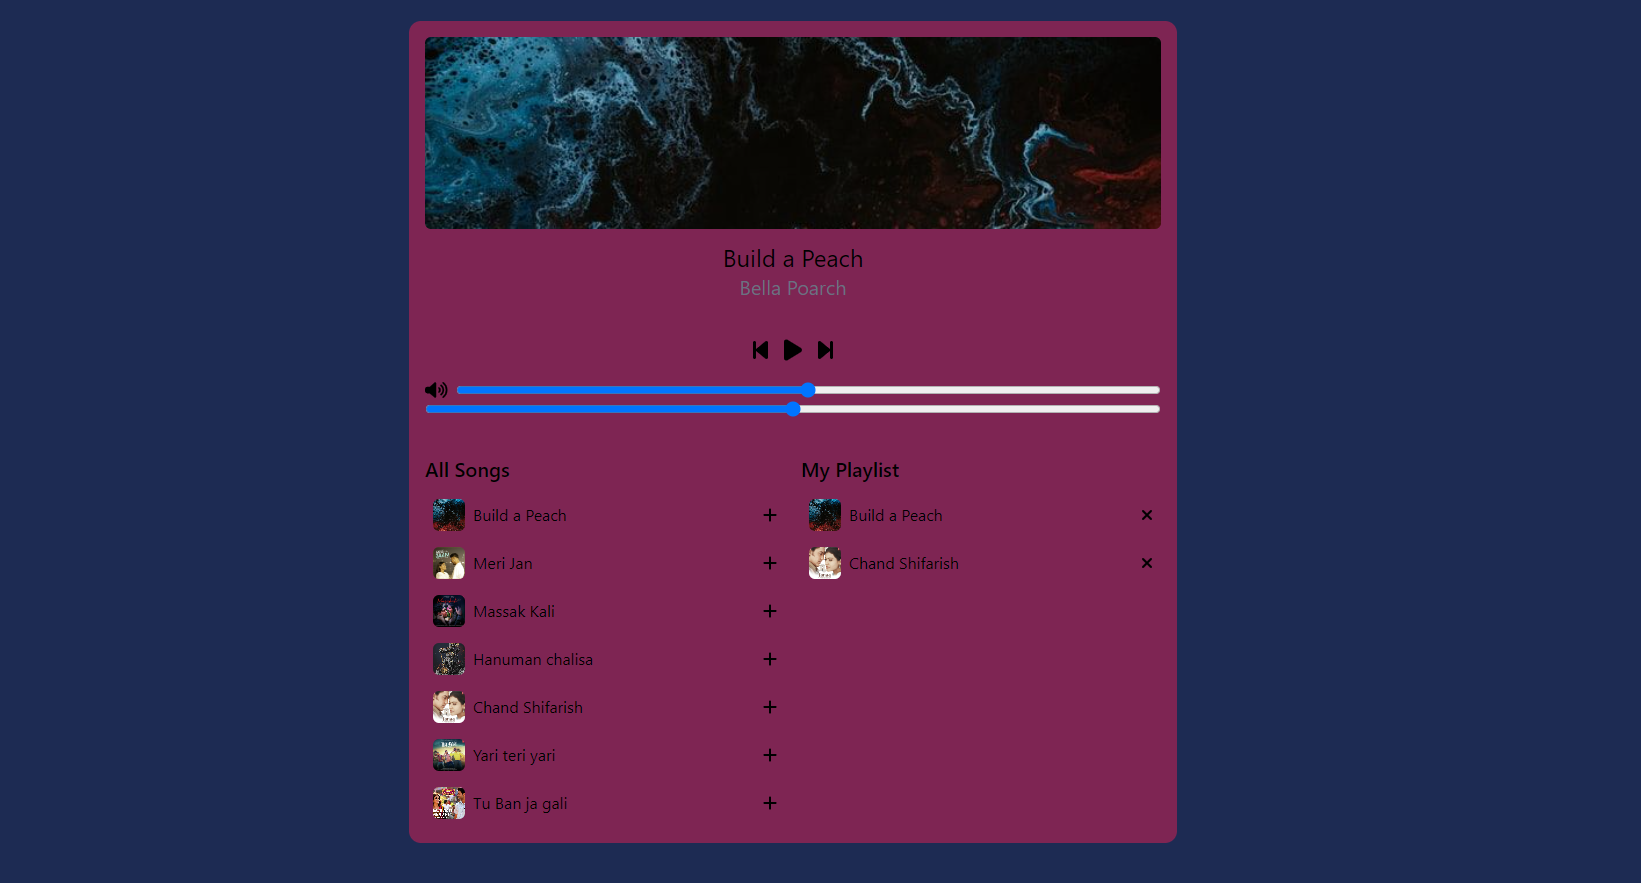 Build a Peach
Bella Poarch
All Songs
Build a Peach
Meri Jan
Massak Kali
Hanuman chalisa
Chand Shifarish
Yari teri yari
Tu Ban ja gali
My Playlist
Build a Peach
Chand Shifarish